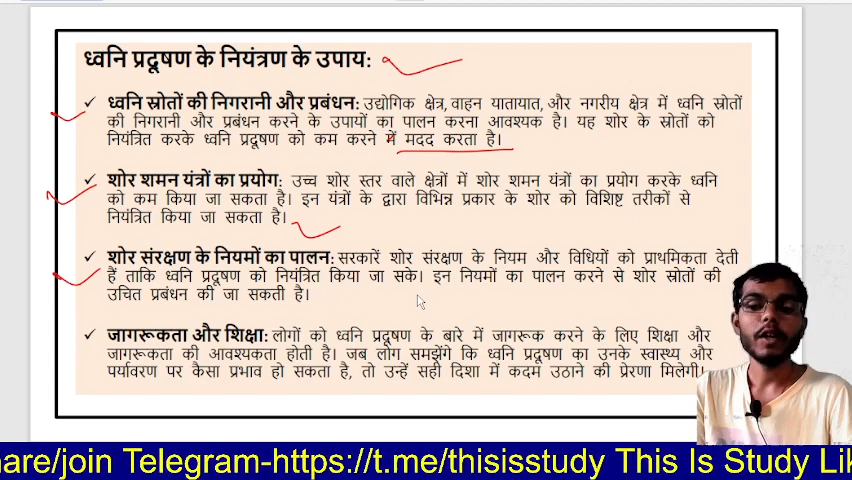 ध्वनि प्रदूषण के नियंत्रण के उपाय:
✓ ध्वनि स्रोतों की निगरानी और प्रबंधन: उद्योगिक क्षेत्र, वाहन यातायात, और नगरीय क्षेत्र में ध्वनि स्रोतों
की निगरानी और प्रबंधन करने के उपायों का पालन करना आवश्यक है। यह शोर के स्रोतों को
नियंत्रित करके ध्वनि प्रदूषण को कम करने में मदद करता है।
✓ शोर शमन यंत्रों का प्रयोग: उच्च शोर स्तर वाले क्षेत्रों में शोर शमन यंत्रों का प्रयोग करके ध्वनि
को कम किया जा सकता है। इन यंत्रों के द्वारा विभिन्न प्रकार के शोर को विशिष्ट तरीकों से
नियंत्रित किया जा सकता है।
✓ शोर संरक्षण के नियमों का पालन: सरकारें शोर संरक्षण के नियम और विधियों को प्राथमिकता देती
हैं ताकि ध्वनि प्रदूषण को नियंत्रित किया जा सके। इन नियमों का पालन करने से शोर स्रोतों की
उचित प्रबंधन की जा सकती है।
✓ जागरूकता और शिक्षा: लोगों को ध्वनि प्रदूषण के बारे में जागरूक करने के लिए शिक्षा और
जागरूकता की आवश्यकता होती है। जब लोग समझेंगे कि ध्वनि प्रदूषण का उनके स्वास्थ्य और
पर्यावरण पर कैसा प्रभाव हो सकता है, तो उन्हें सही दिशा में कदम उठाने की प्रेरणा मिलेगी।
hare/join Telegram-https://t.me/thisisstudy This Is Study Lik